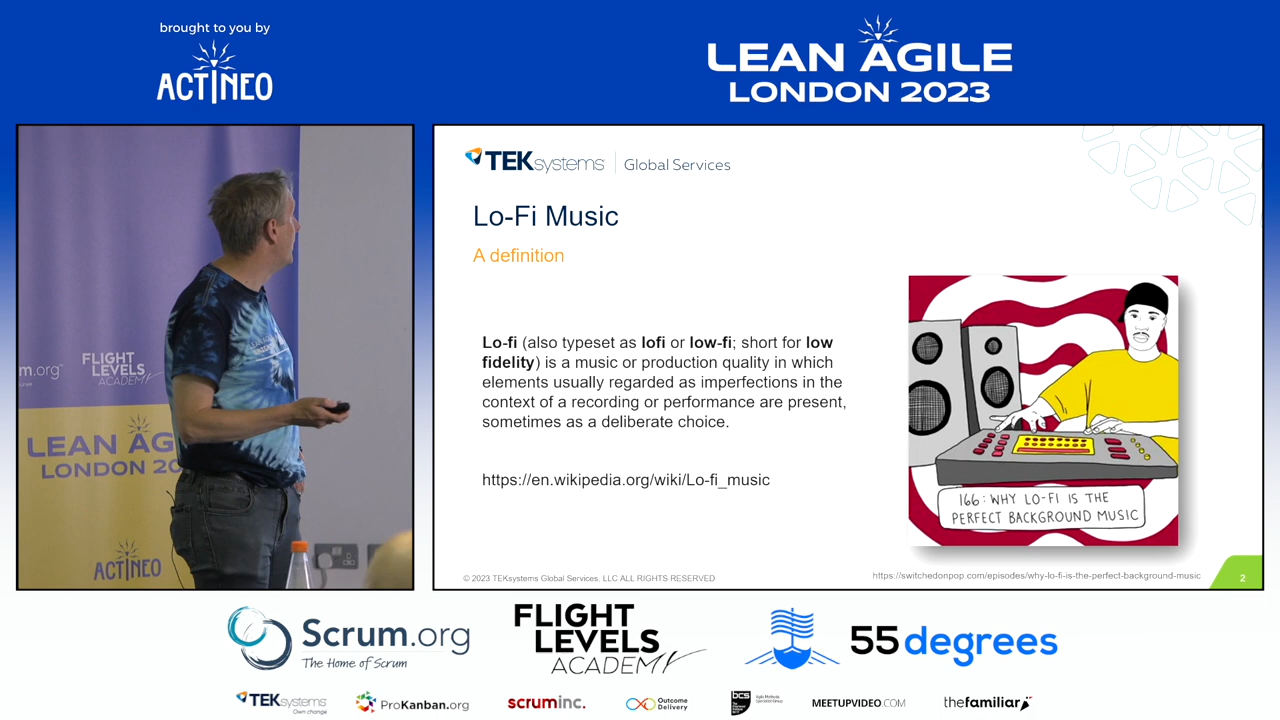 brought to you by
ACTINEO
LEAN AGILE
LONDON 2023
m.org
FLIGHT
LEVELS
ACADEMY
LEAN AG
LONDON 20
ACTINEO
TEKsystems | Global Services
Lo-Fi Music
A definition
Lo-fi (also typeset as lofi or low-fi; short for low
fidelity) is a music or production quality in which
elements usually regarded as imperfections in the
context of a recording or performance are present,
sometimes as a deliberate choice.
https://en.wikipedia.org/wiki/Lo-fi_music
166: WHY LO-FI IS THE
PERFECT BACKGROUND MUSIC
© 2023 TEKsystems Global Services, LLC ALL RIGHTS RESERVED
https://switchedonpop.com/episodes/why-lo-fi-is-the-perfect-background-music
2
Scrum.org
The Home of Scrum
FLIGHT
LEVELS
ACADEMY
55 degrees
TEKsystems
Own change
ProKanban.org
scruminc.
Outcome
Delivery
bcs
MEETUPVIDEO.COM
thefamiliar